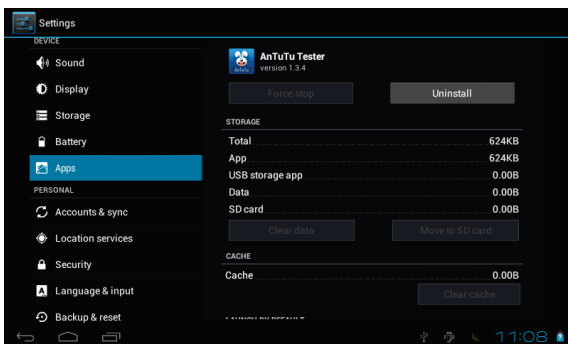 Settings
DEVICE
Sound
Display
Storage
Battery
Apps
PERSONAL
Accounts & sync
Location services
Security
Language & input
Backup & reset
AnTuTu Tester
version 1.3.4
Force stop
Uninstall
STORAGE
Total 624KB
App 624KB
USB storage app 0.00B
Data 0.00B
SD card 0.00B
Clear data
Move to SD card
CACHE
Cache 0.00B
Clear cache
LAUNCH BY DEFAULT
11:08